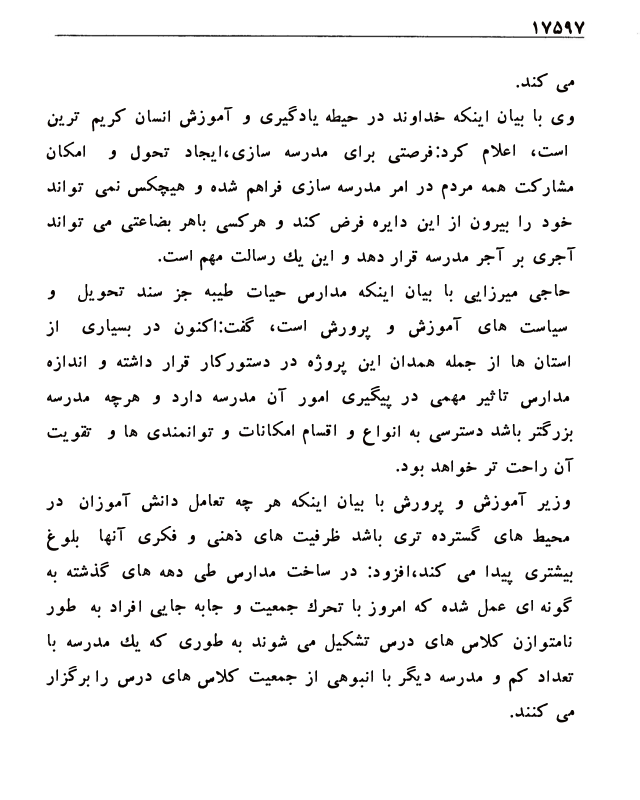 ۱۷۵۹۷
می کند.
وی با بیان اینکه خداوند در حیطه یادگیری و آموزش انسان کریم ترین
است، اعلام کرد:فرصتی برای مدرسه سازی،ایجاد تحول و امکان
مشارکت همه مردم در امر مدرسه سازی فراهم شده و هیچکس نمی تواند
خود را بیرون از این دایره فرض کند و هرکسی باهر بضاعتی می تواند
آجری بر آجر مدرسه قرار دهد و این یك رسالت مهم است.
حاجی میرزایی با بیان اینکه مدارس حیات طیبه جز سند تحویل و
سیاست های آموزش و پرورش است، گفت:اکنون در بسیاری از
استان ها از جمله همدان این پروژه در دستورکار قرار داشته و اندازه
مدارس تاثیر مهمی در پیگیری امور آن مدرسه دارد و هرچه مدرسه
بزرگتر باشد دسترسی به انواع و اقسام امکانات و توانمندی ها و تقویت
آن راحت تر خواهد بود.
وزیر آموزش و پرورش با بیان اینکه هر چه تعامل دانش آموزان در
محیط های گسترده تری باشد ظرفیت های ذهنی و فکری آنها بلوغ
بیشتری پیدا می کند،افزود: در ساخت مدارس طی دهه های گذشته به
گونه ای عمل شده که امروز با تحرك جمعیت و جابه جایی افراد به طور
نامتوازن کلاس های درس تشکیل می شوند به طوری که یك مدرسه با
تعداد کم و مدرسه دیگر با انبوهی از جمعیت کلاس های درس را برگزار
می کنند.